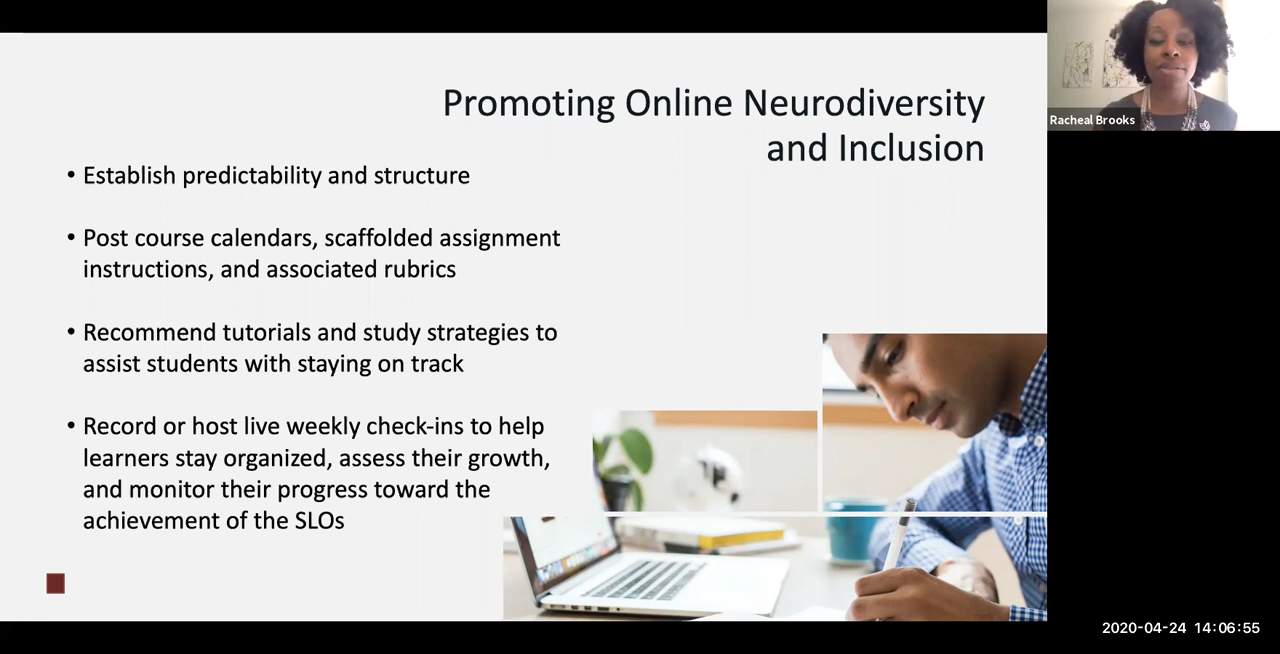 Promoting Online Neurodiversity
and Inclusion
• Establish predictability and structure
• Post course calendars, scaffolded assignment
instructions, and associated rubrics
• Recommend tutorials and study strategies to
assist students with staying on track
• Record or host live weekly check-ins to help
learners stay organized, assess their growth,
and monitor their progress toward the
achievement of the SLOs
Racheal Brooks
2020-04-24 14:06:55